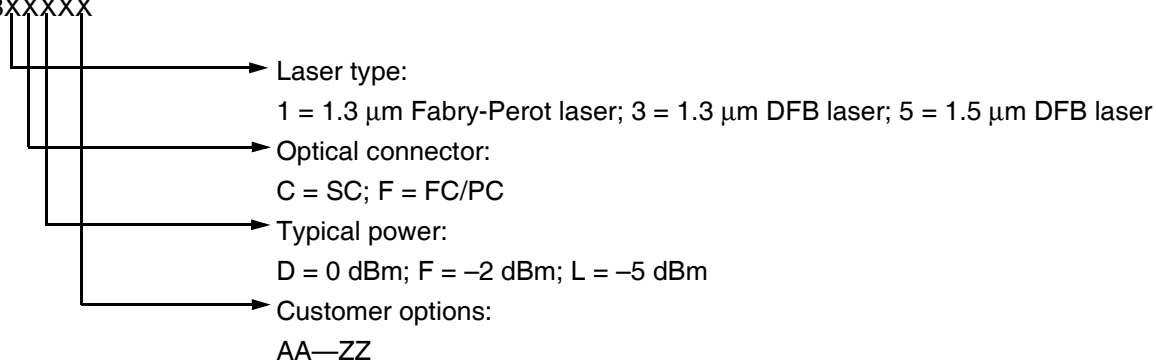 XXXXX
Laser type:
1 = 1.3 μm Fabry-Perot laser; 3 = 1.3 μm DFB laser; 5 = 1.5 μm DFB laser
Optical connector:
C = SC; F = FC/PC
Typical power:
D = 0 dBm; F = –2 dBm; L = –5 dBm
Customer options:
AA—ZZ